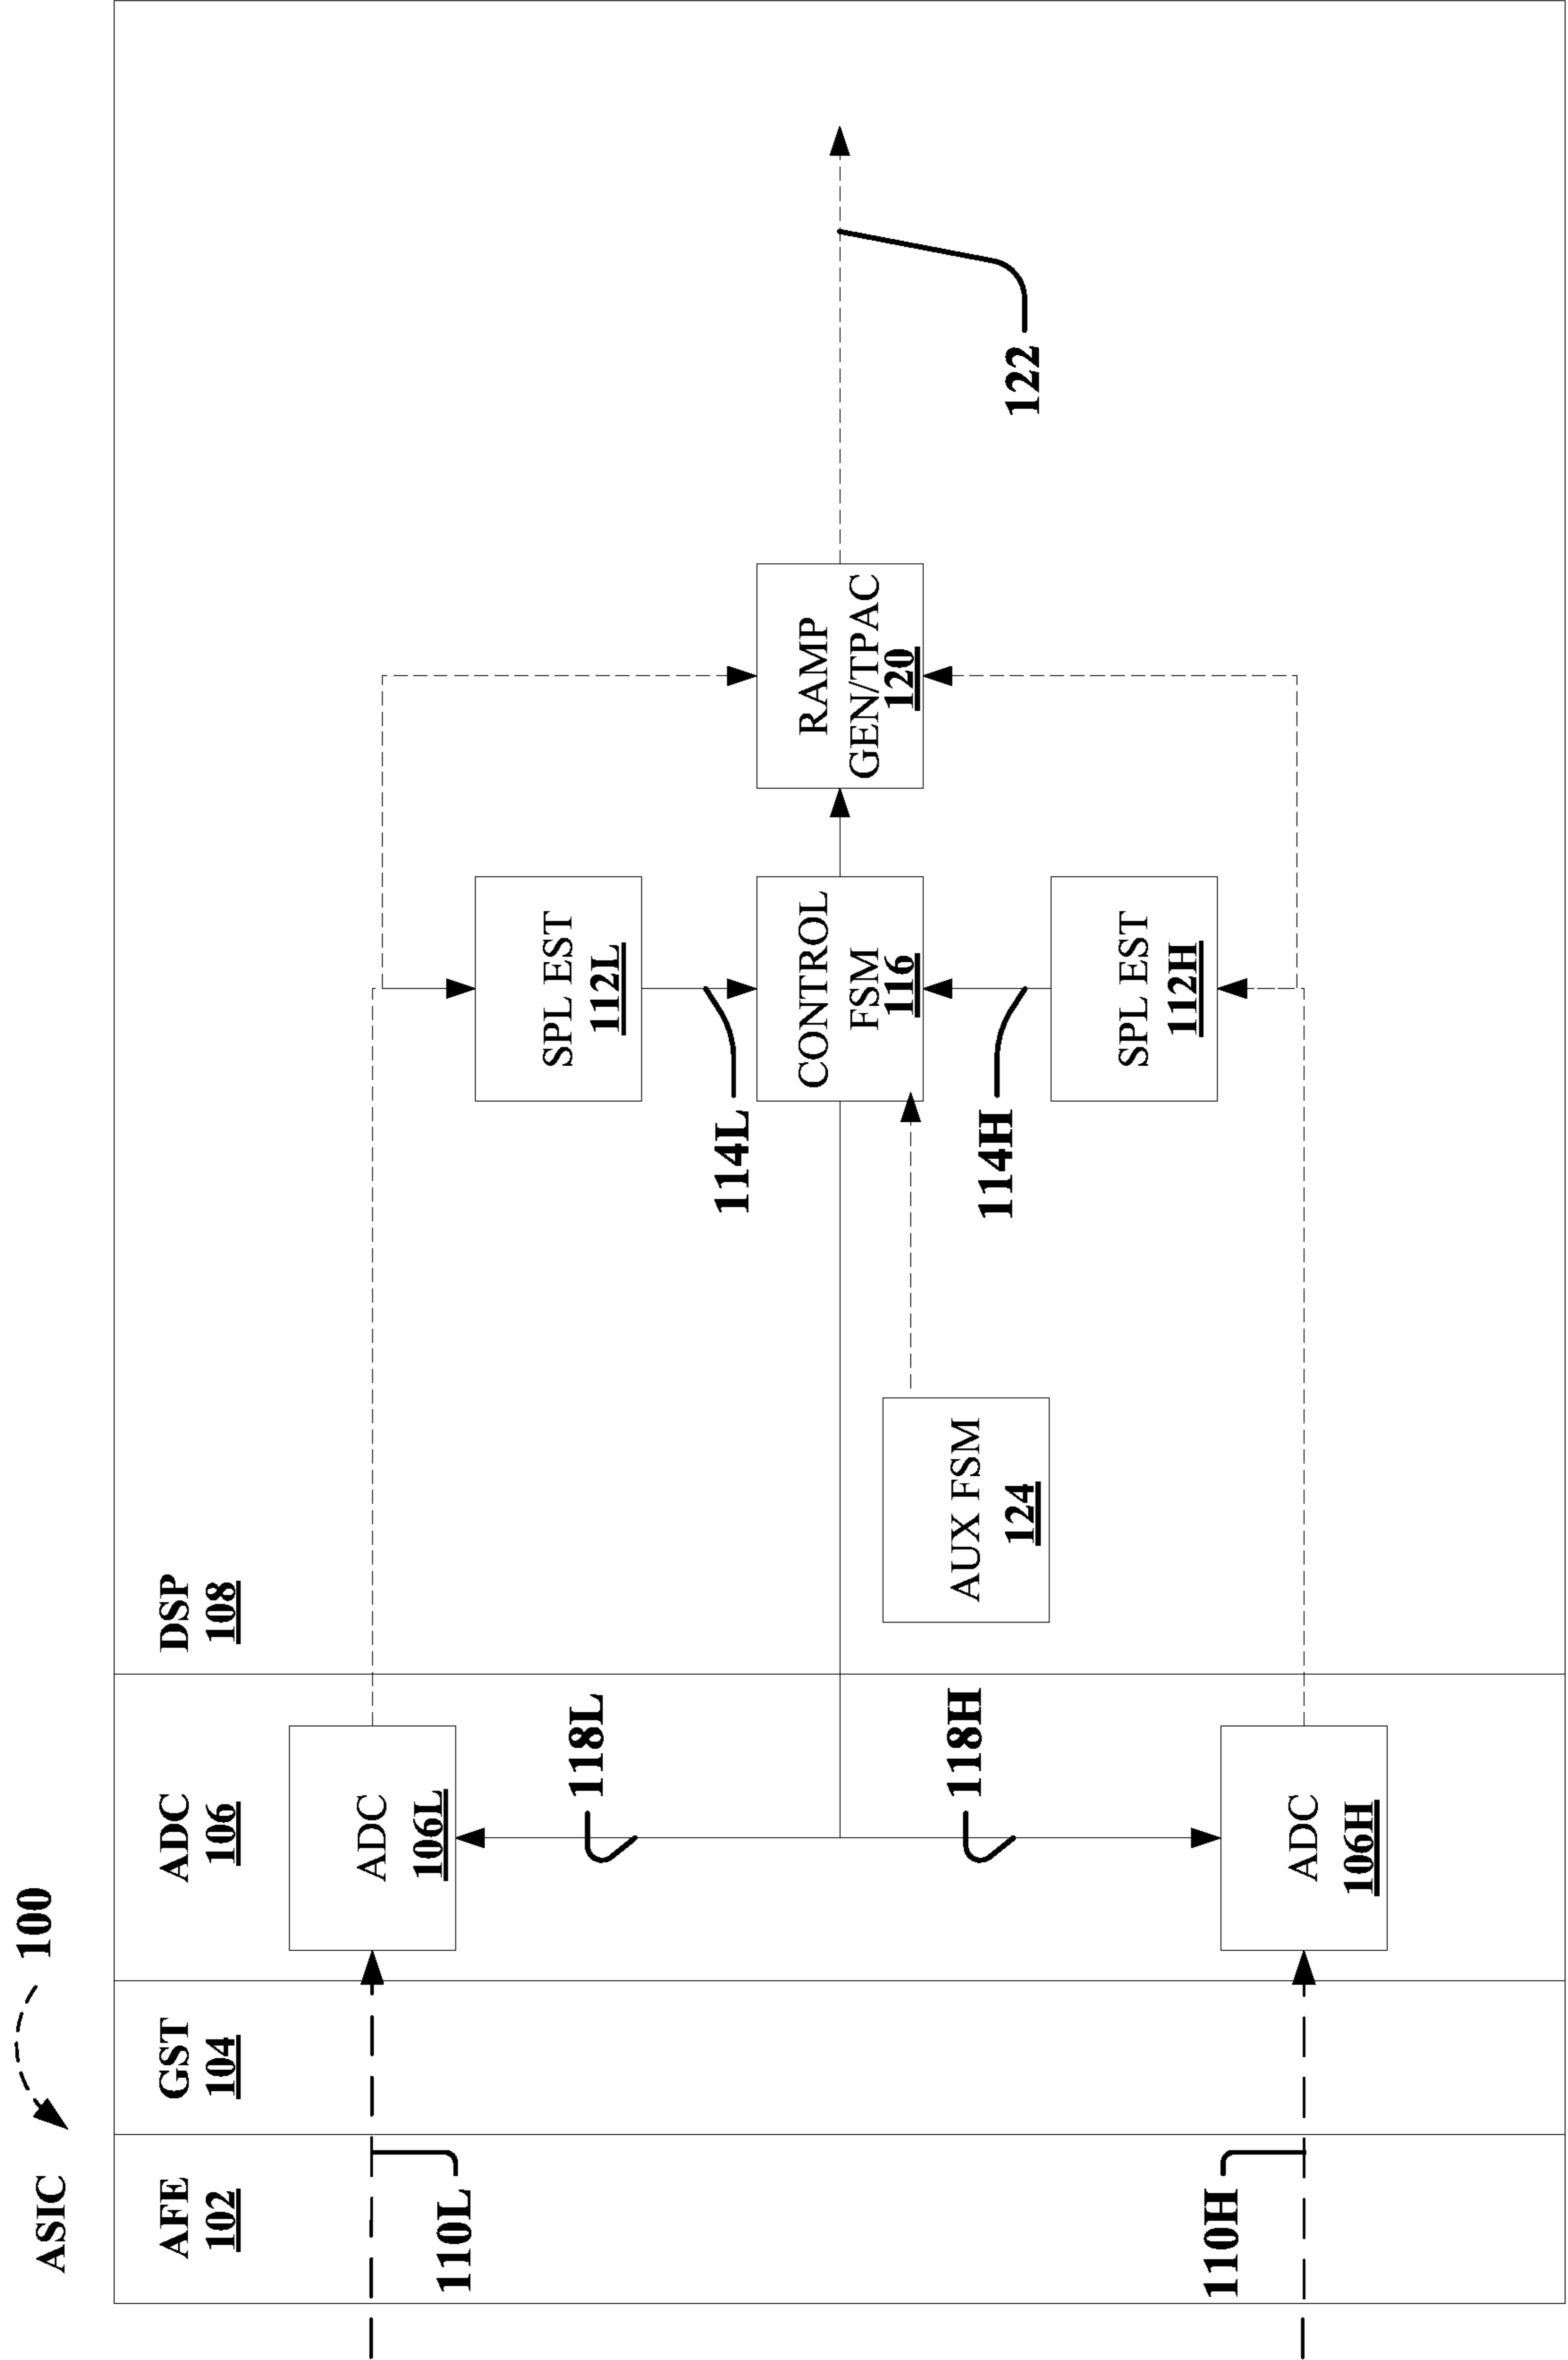 ASIC
100
AFE
102
GST
104
ADC
106
DSP
108
110L
ADC
106L
118L
SPL EST
112L
114L
CONTROL
FSM
116
RAMP
GEN/TPAC
120
122
AUX FSM
124
118H
114H
SPL EST
112H
110H
ADC
106H